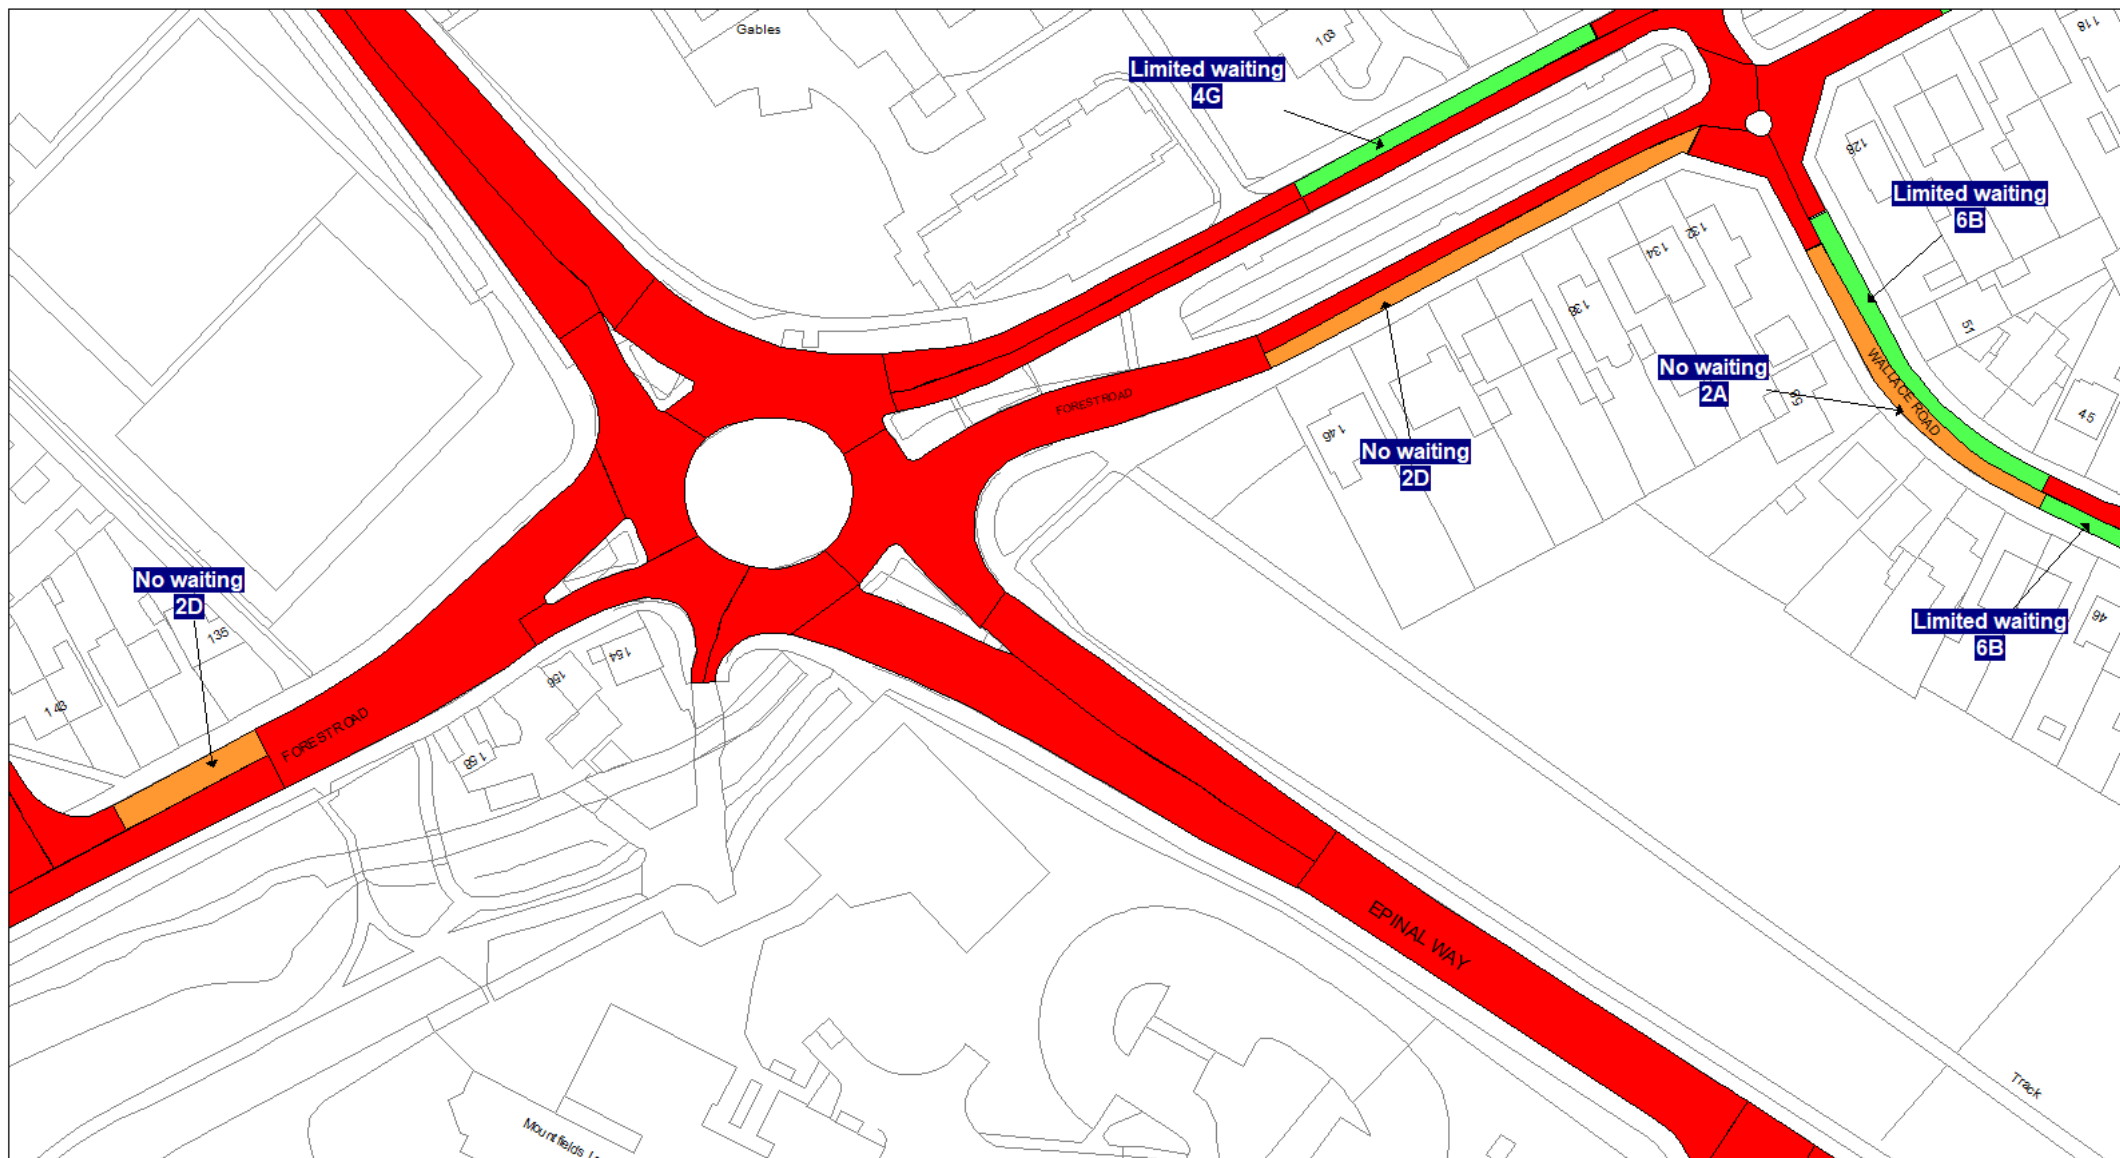 Gables
103
118
Limited waiting
4G
128
Limited waiting
6B
132
134
138
51
No waiting
2A
59
45
WALLACE ROAD
FOREST ROAD
146
No waiting
2D
No waiting
2D
135
154
156
158
143
FOREST ROAD
Limited waiting
6B
46
EPINAL WAY
Track
Mountfields